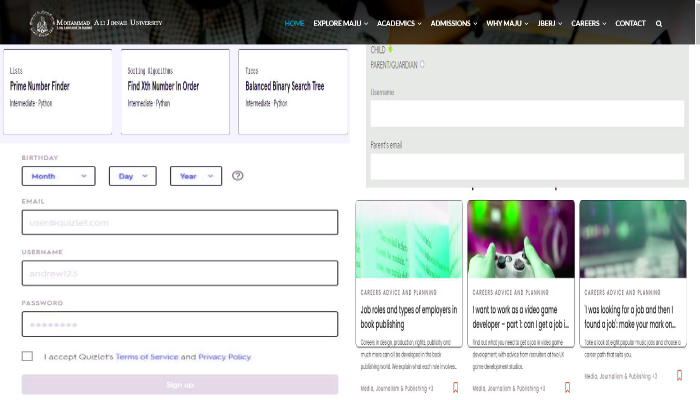 MOHAMMAD ALI JINNAH UNIVERSITY
HOME
EXPLORE MAJU
ACADEMICS
ADMISSIONS
WHY MAJU
JBERJ
CAREERS
CONTACT
Lists
Prime Number Finder
Intermediate · Python
Sorting Algorithms
Find Xth Number In Order
Intermediate · Python
Trees
Balanced Binary Search Tree
Intermediate · Python
CHILD
PARENT/GUARDIAN
Username
Parent's email
BIRTHDAY
Month
Day
Year
?
EMAIL
user@quizlet.com
USERNAME
andrew123
PASSWORD
I accept Quizlet's Terms of Service and Privacy Policy
Sign up
CAREERS ADVICE AND PLANNING
Job roles and types of employers in
book publishing
Careers in design, production, rights, publicity and
much more can all be developed in the book
publishing world. We explain what each role involves...
Media, Journalism & Publishing +3
CAREERS ADVICE AND PLANNING
I want to work as a video game
developer – part 1: can I get a job i...
Find out what you need to get a job in video game
development, with advice from recruiters at two UK
game development studios.
Media, Journalism & Publishing +3
CAREERS ADVICE AND PLANNING
'I was looking for a job and then I
found a job': make your mark on...
Take a look at eight popular music jobs and choose a
career path that suits you.
Media, Journalism & Publishing +3